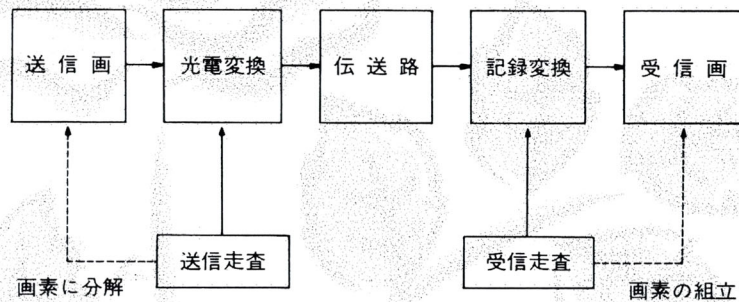 送信画
光電変換
伝送路
記録変換
受信画
送信走査
受信走査
画素に分解
画素の組立